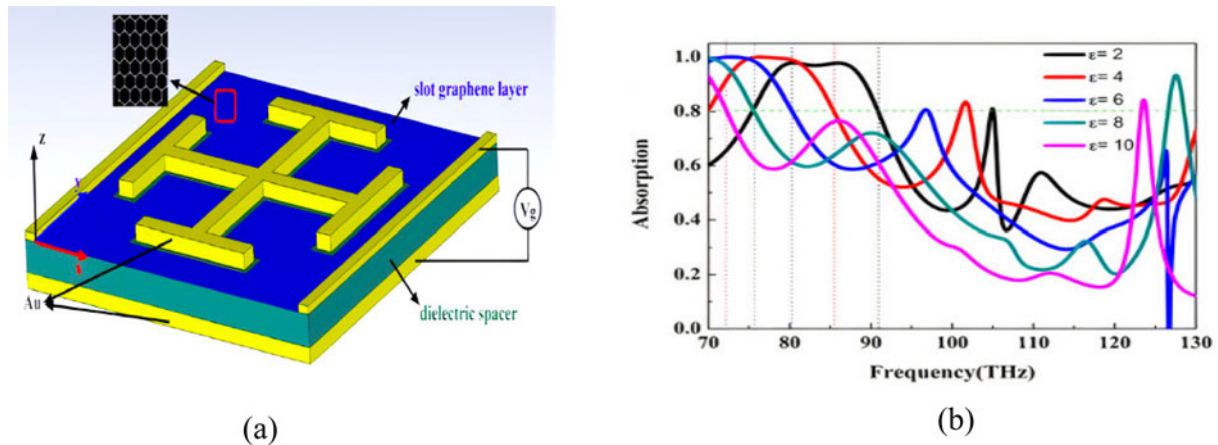 slot graphene layer
z
Y
x
Vg
Au
dielectric spacer
(a)
1.0
0.8
0.6
0.4
0.2
0.0
Absorption
ε= 2
ε= 4
ε= 6
ε= 8
ε= 10
70
80
90
100
110
120
130
Frequency(THz)
(b)